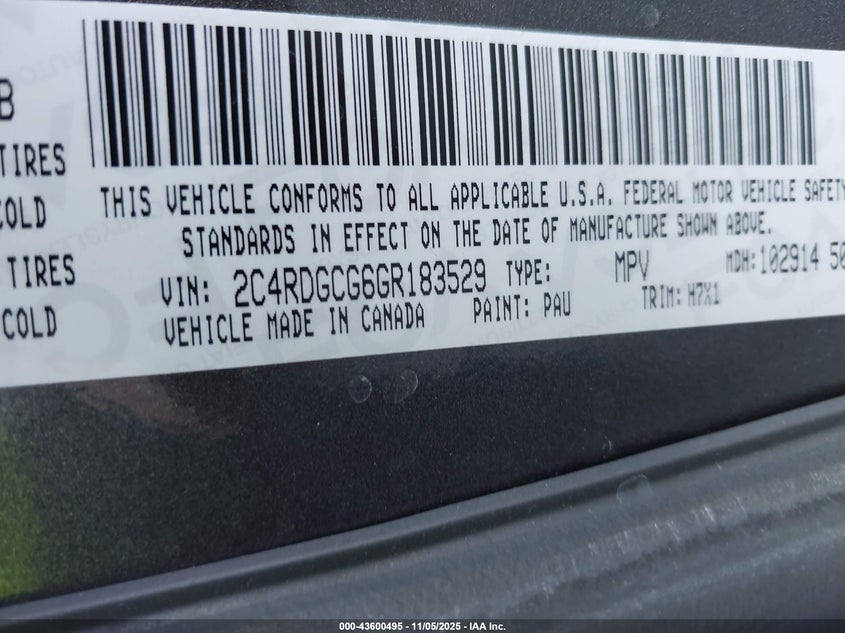 B
TIRES
COLD
TIRES
COLD
THIS VEHICLE CONFORMS TO ALL APPLICABLE U.S.A. FEDERAL MOTOR VEHICLE SAFETY
STANDARDS IN EFFECT ON THE DATE OF MANUFACTURE SHOWN ABOVE.
VIN: 2C4RDGCG6GR183529 TYPE: MPV MDH:102914 50
VEHICLE MADE IN CANADA PAINT: PAU TRIM: H7X1
000-43600495 - 11/05/2025 - IAA Inc.